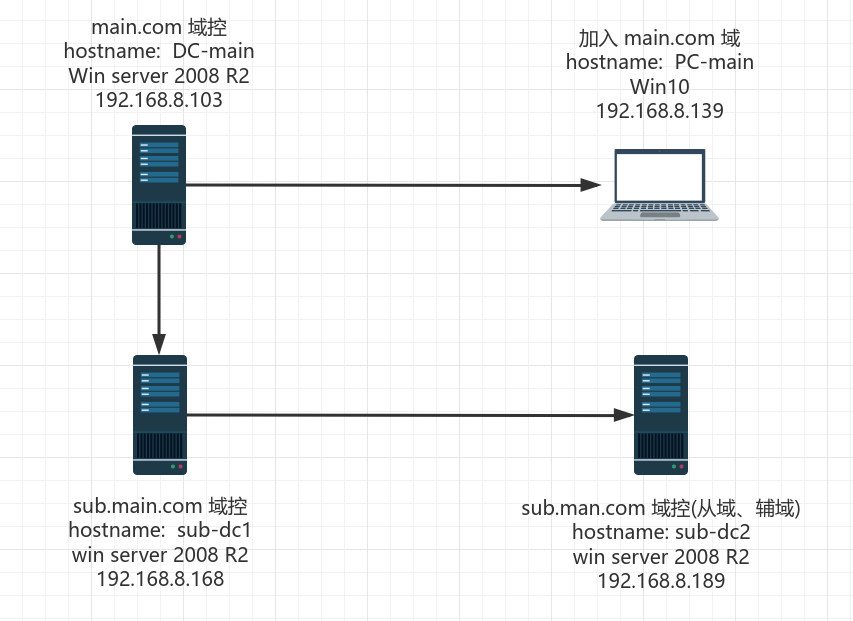 main.com 域控
hostname:  DC-main
Win server 2008 R2
192.168.8.103
加入 main.com 域
hostname:  PC-main
Win10
192.168.8.139
sub.main.com 域控
hostname:  sub-dc1
win server 2008 R2
192.168.8.168
sub.man.com 域控(从域、辅域)
hostname: sub-dc2
win server 2008 R2
192.168.8.189